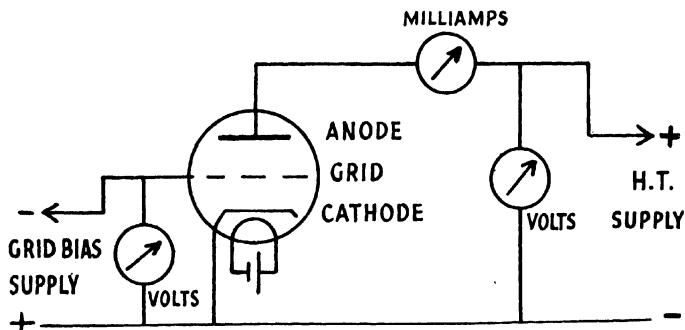 MILLIAMPS
ANODE
GRID
CATHODE
+
H.T.
SUPPLY
VOLTS
-
GRID BIAS
SUPPLY
VOLTS
+
-